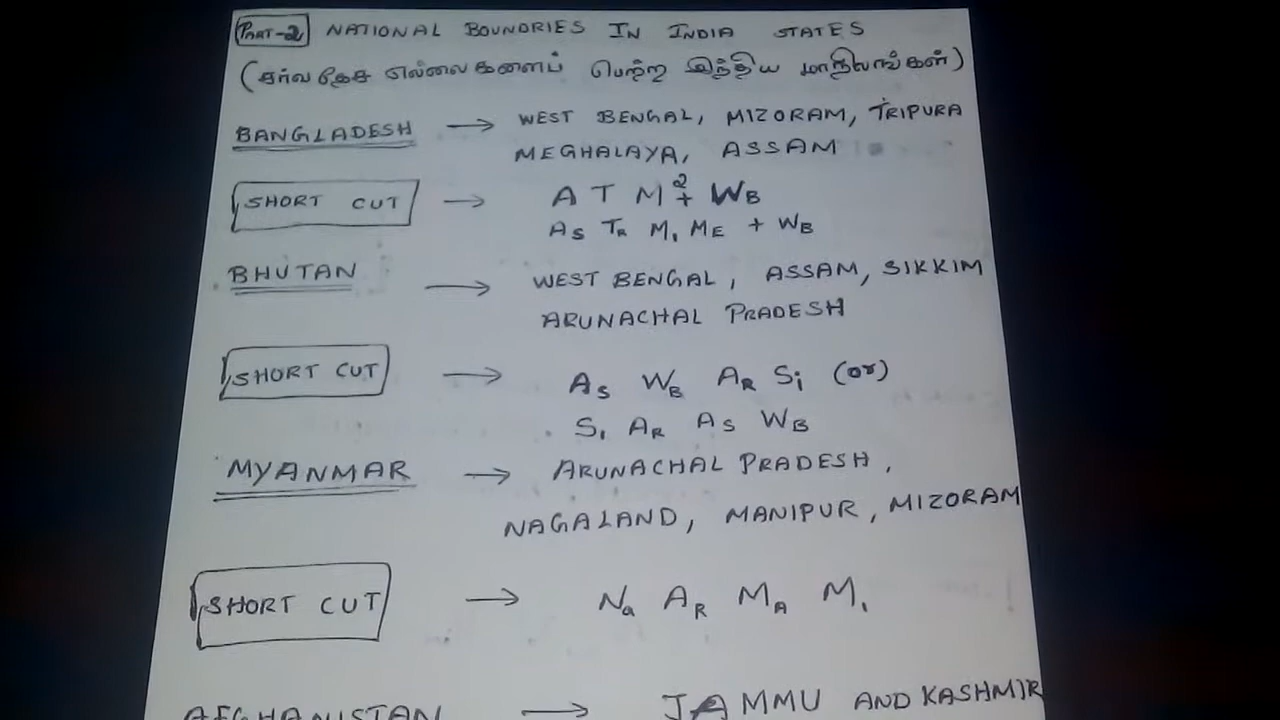 PART-2 NATIONAL BOUNDRIES IN INDIA STATES
(சர்வதேச எல்லைகளைப் பெற்ற இந்திய மாநிலங்கள்)
BANGLADESH → WEST BENGAL, MIZORAM, TRIPURA
MEGHALAYA, ASSAM
SHORT CUT → A T M² + WB
AS TR MI ME + WB
BHUTAN → WEST BENGAL, ASSAM, SIKKIM
ARUNACHAL PRADESH
SHORT CUT → AS WB AR Si (or)
SI AR AS WB
MYANMAR → ARUNACHAL PRADESH,
NAGALAND, MANIPUR, MIZORAM
SHORT CUT → Na AR MA MI
AFGHANISTAN → JAMMU AND KASHMIR